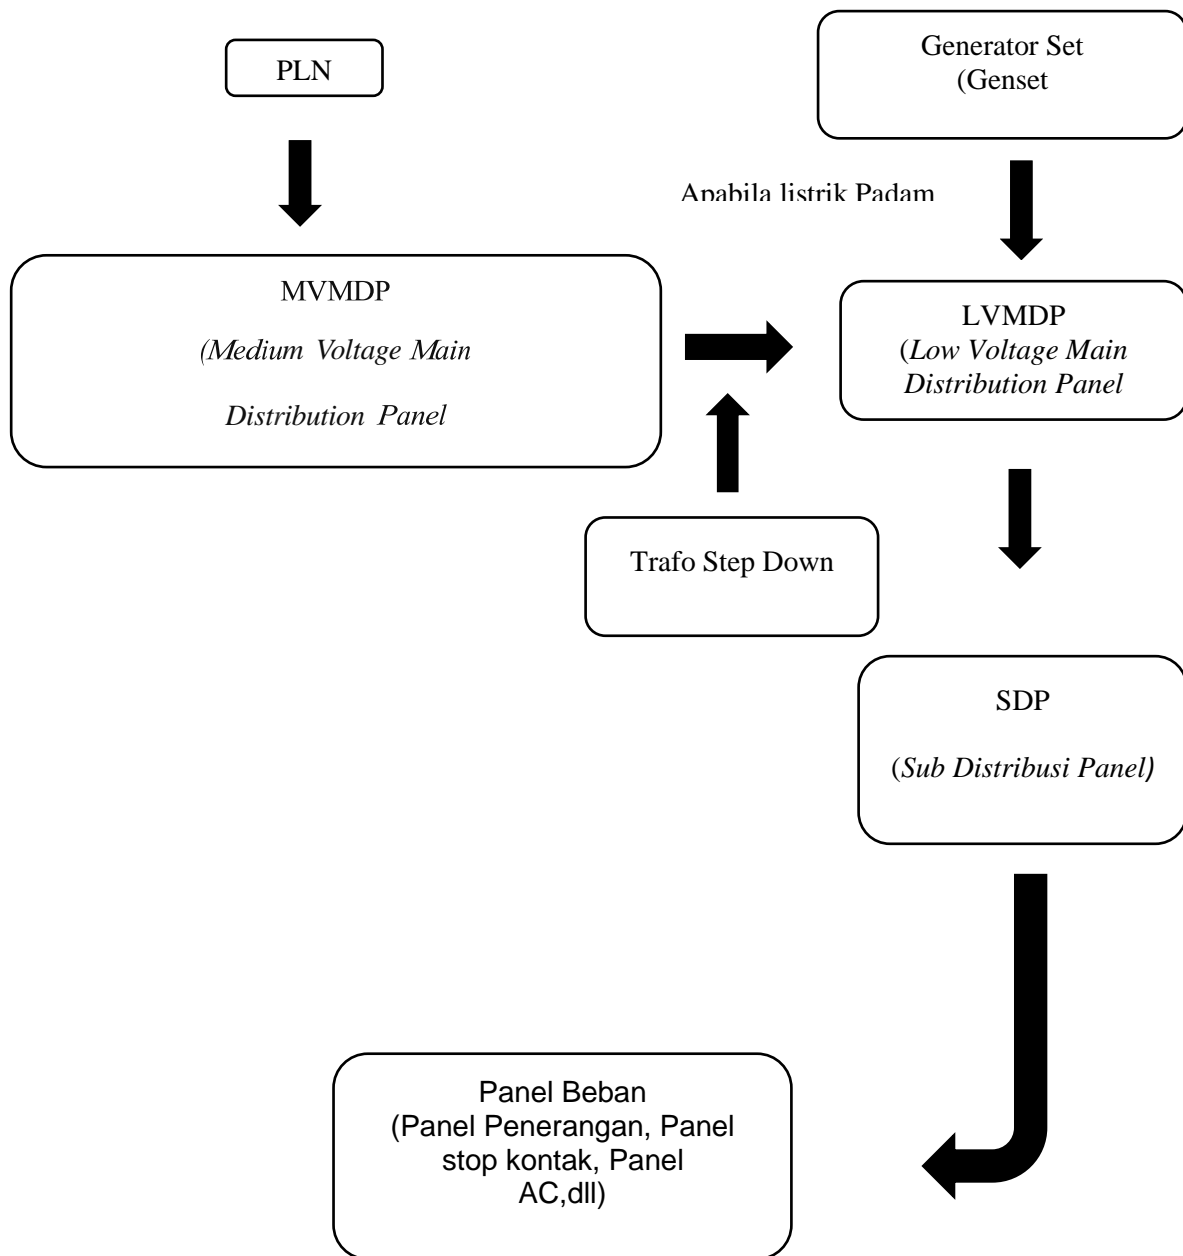 PLN
Generator Set
(Genset
Apabila listrik Padam
MVMDP
(Medium Voltage Main
Distribution Panel
LVMDP
(Low Voltage Main
Distribution Panel
Trafo Step Down
SDP
(Sub Distribusi Panel)
Panel Beban
(Panel Penerangan, Panel
stop kontak, Panel
AC,dll)